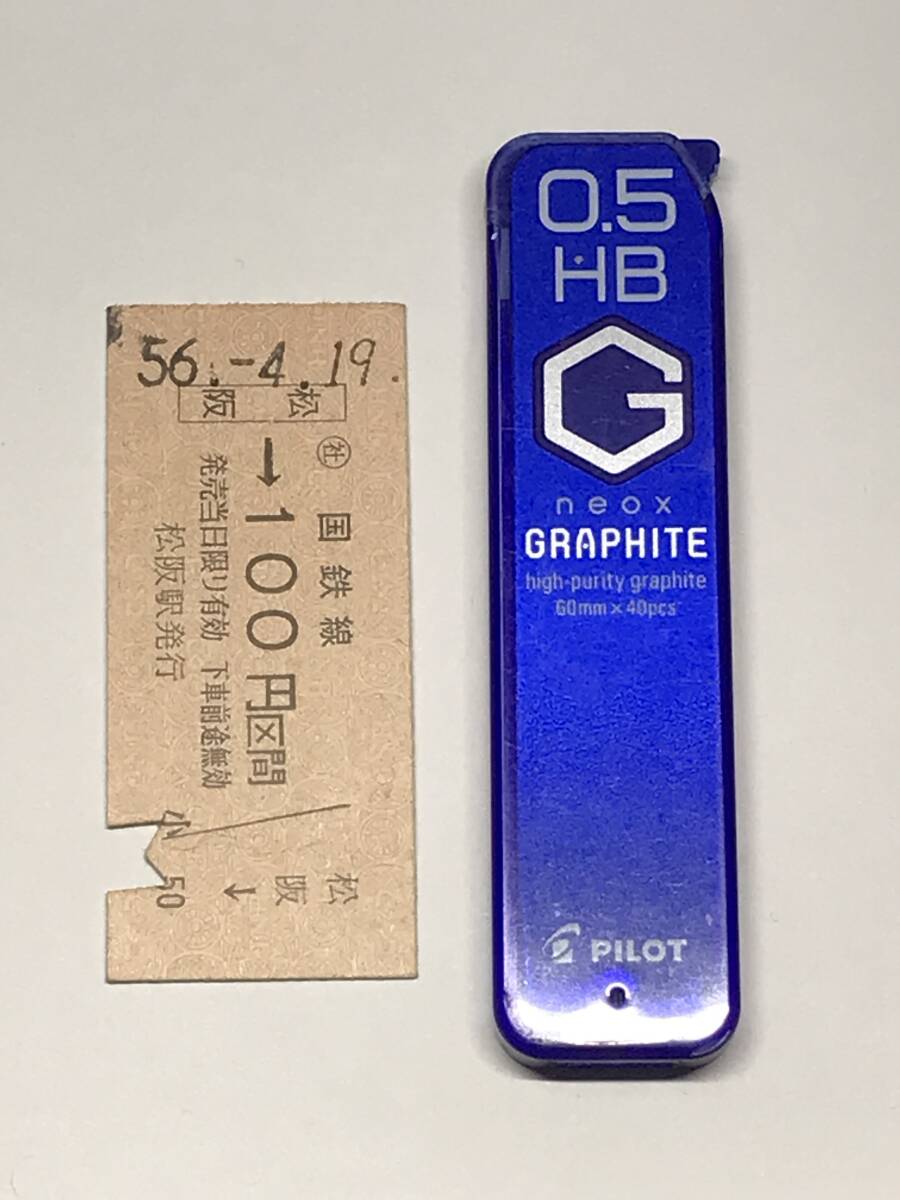 56.-4.19.
松阪
㊓ 国鉄線
→100円区間
発売当日限り有効 下車前途無効
松阪駅発行
松阪
↓
小 50
0.5
HB
G
neox
GRAPHITE
high-purity graphite
60mm×40pcs
PILOT